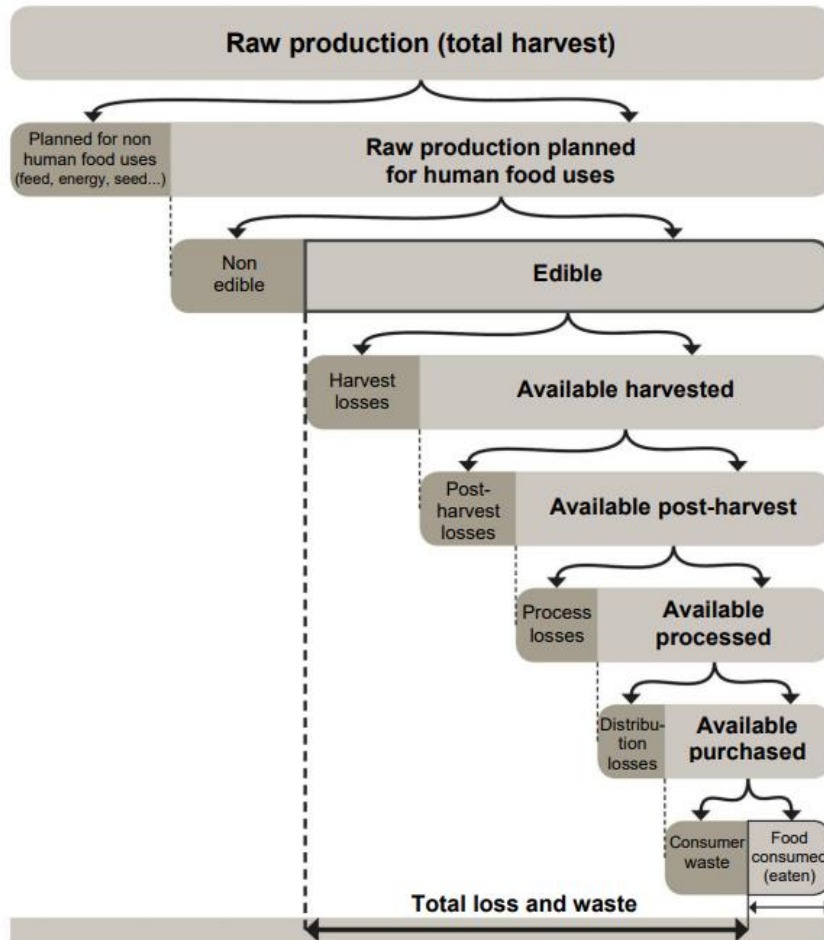 Raw production (total harvest)
Planned for non
human food uses
(feed, energy, seed...)
Raw production planned
for human food uses
Non
edible
Edible
Harvest
losses
Available harvested
Post-
harvest
losses
Available post-harvest
Process
losses
Available
processed
Distribu-
tion
losses
Available
purchased
Consumer
waste
Food
consumed
(eaten)
Total loss and waste